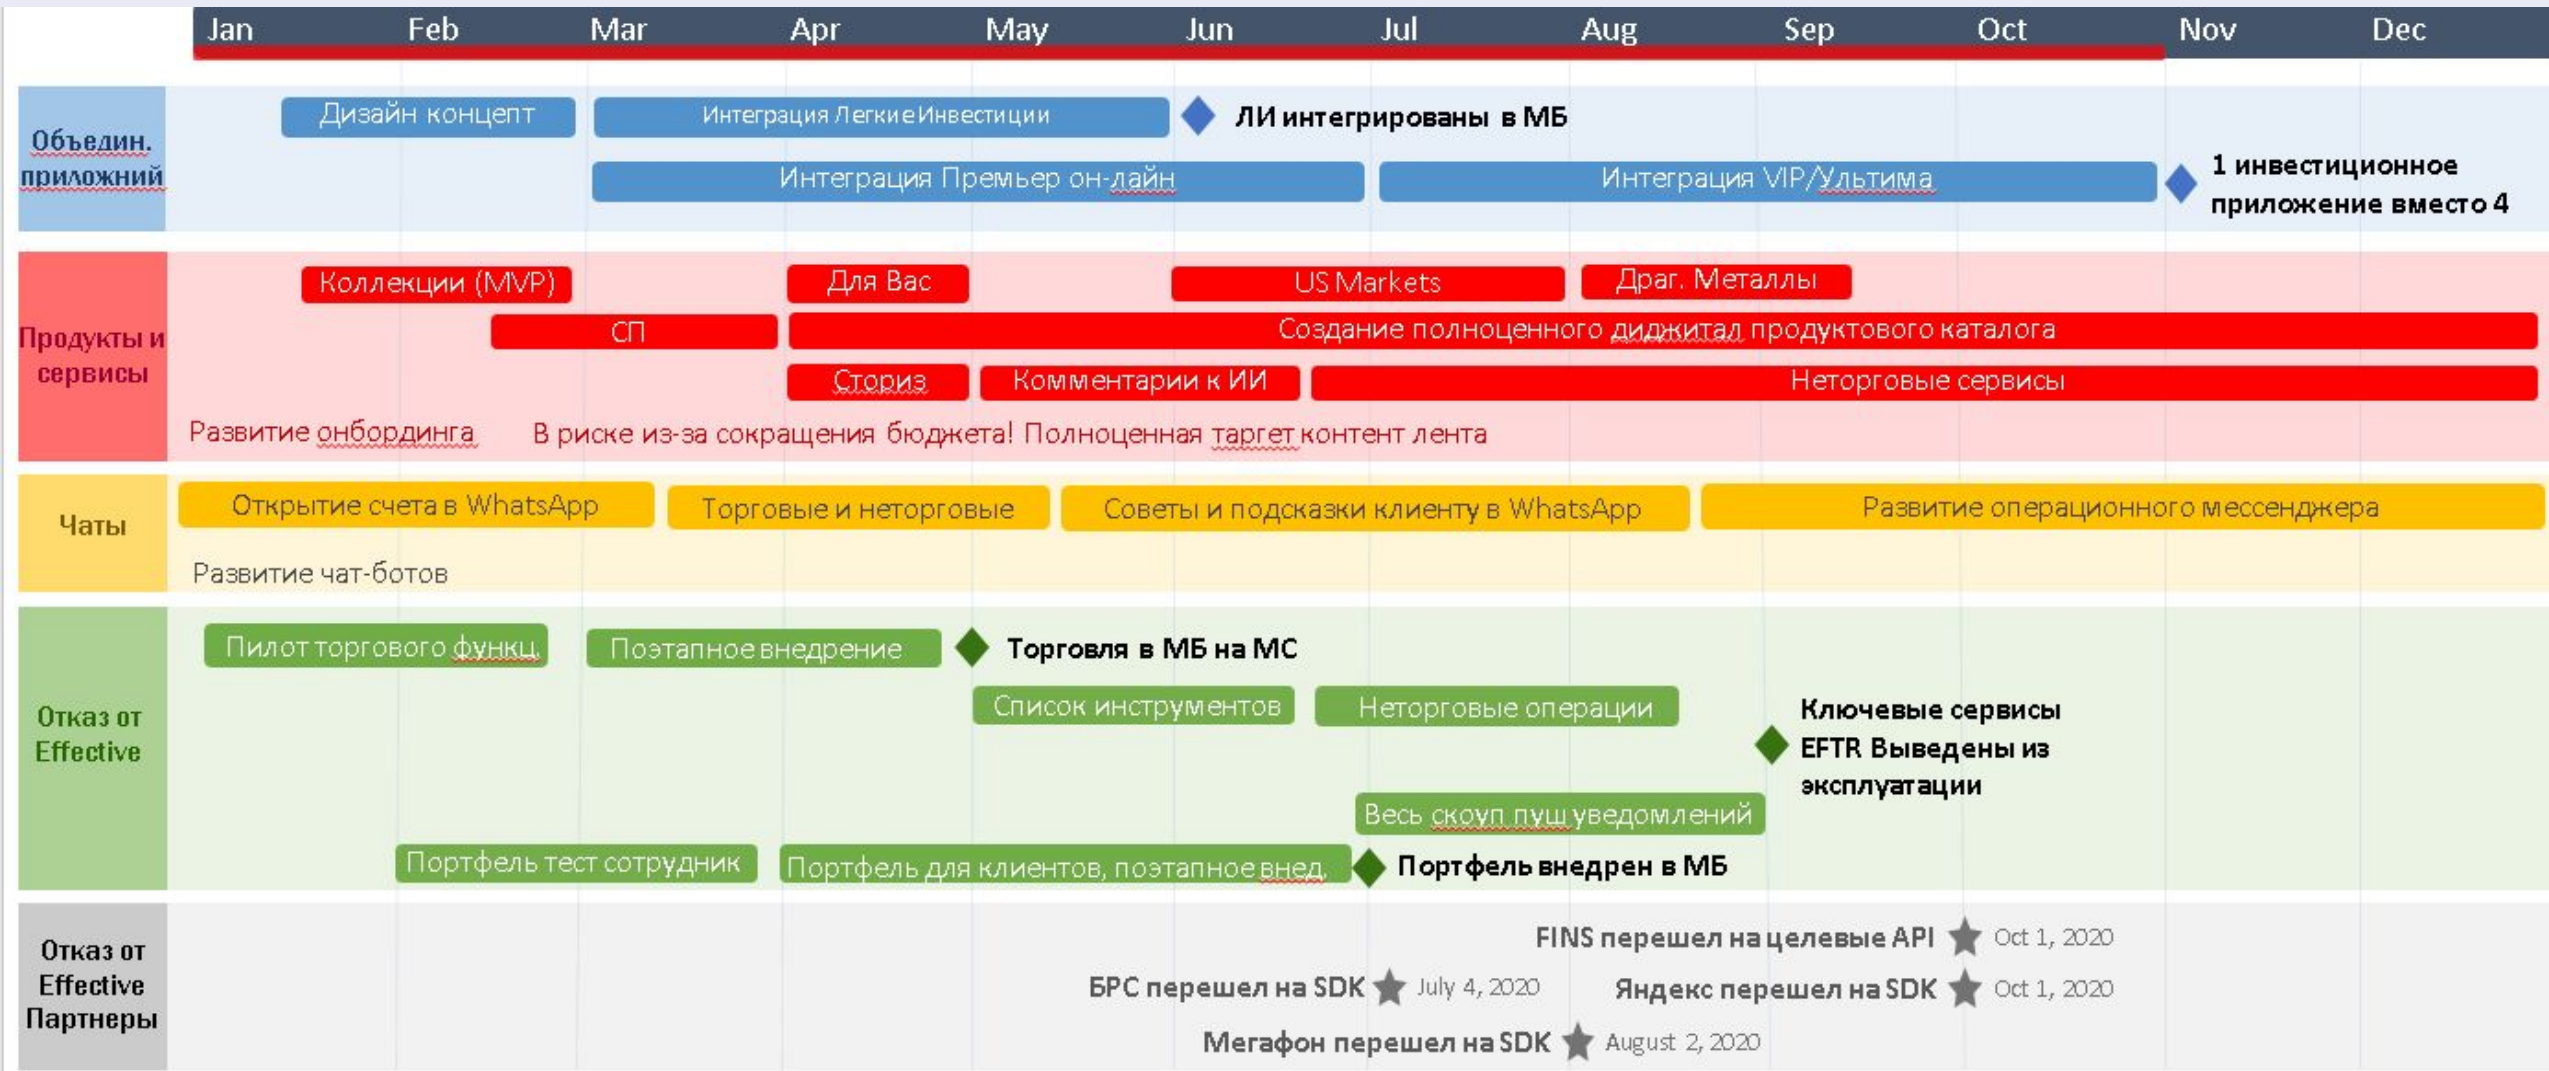 Jan Feb Mar Apr May Jun Jul Aug Sep Oct Nov Dec
Объедин.
приложний
Дизайн концепт
Интеграция Легкие Инвестиции
ЛИ интегрированы в МБ
Интеграция Премьер он-лайн
Интеграция VIP/Ультима
1 инвестиционное
приложение вместо 4
Продукты и
сервисы
Коллекции (MVP)
Для Вас
US Markets
Драг. Металлы
СП
Создание полноценного диджитал продуктового каталога
Сториз
Комментарии к ИИ
Неторговые сервисы
Развитие онбординга
В риске из-за сокращения бюджета! Полноценная таргет контент лента
Чаты
Открытие счета в WhatsApp
Торговые и неторговые
Советы и подсказки клиенту в WhatsApp
Развитие операционного мессенджера
Развитие чат-ботов
Отказ от
Effective
Пилот торгового функц.
Поэтапное внедрение
Торговля в МБ на МС
Список инструментов
Неторговые операции
Ключевые сервисы
EFTR Выведены из
эксплуатации
Весь скоуп пуш уведомлений
Портфель тест сотрудник
Портфель для клиентов, поэтапное внед.
Портфель внедрен в МБ
Отказ от
Effective
Партнеры
FINS перешел на целевые API
Oct 1, 2020
БРС перешел на SDK
July 4, 2020
Яндекс перешел на SDK
Oct 1, 2020
Мегафон перешел на SDK
August 2, 2020